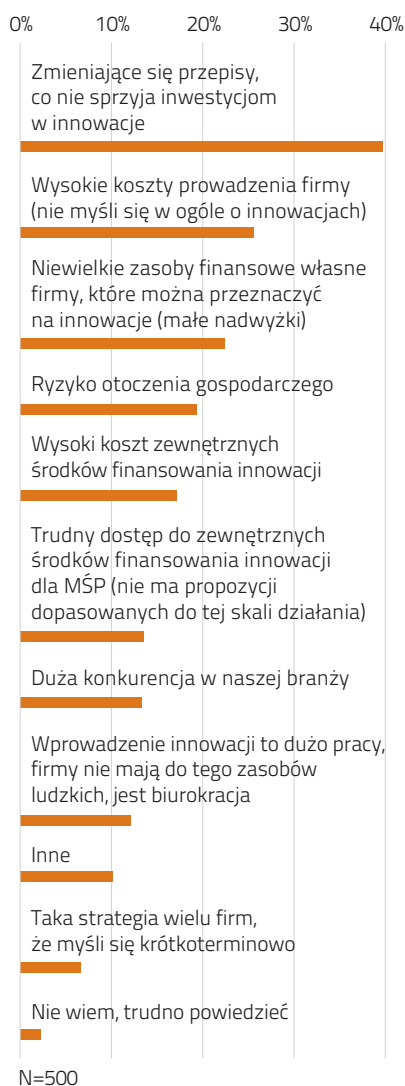 0% 10% 20% 30% 40%
Zmieniające się przepisy,
co nie sprzyja inwestycjom
w innowacje
Wysokie koszty prowadzenia firmy
(nie myśli się w ogóle o innowacjach)
Niewielkie zasoby finansowe własne
firmy, które można przeznaczyć
na innowacje (małe nadwyżki)
Ryzyko otoczenia gospodarczego
Wysoki koszt zewnętrznych
środków finansowania innowacji
Trudny dostęp do zewnętrznych
środków finansowania innowacji
dla MŚP (nie ma propozycji
dopasowanych do tej skali działania)
Duża konkurencja w naszej branży
Wprowadzenie innowacji to dużo pracy,
firmy nie mają do tego zasobów
ludzkich, jest biurokracja
Inne
Taka strategia wielu firm,
że myśli się krótkoterminowo
Nie wiem, trudno powiedzieć
N=500